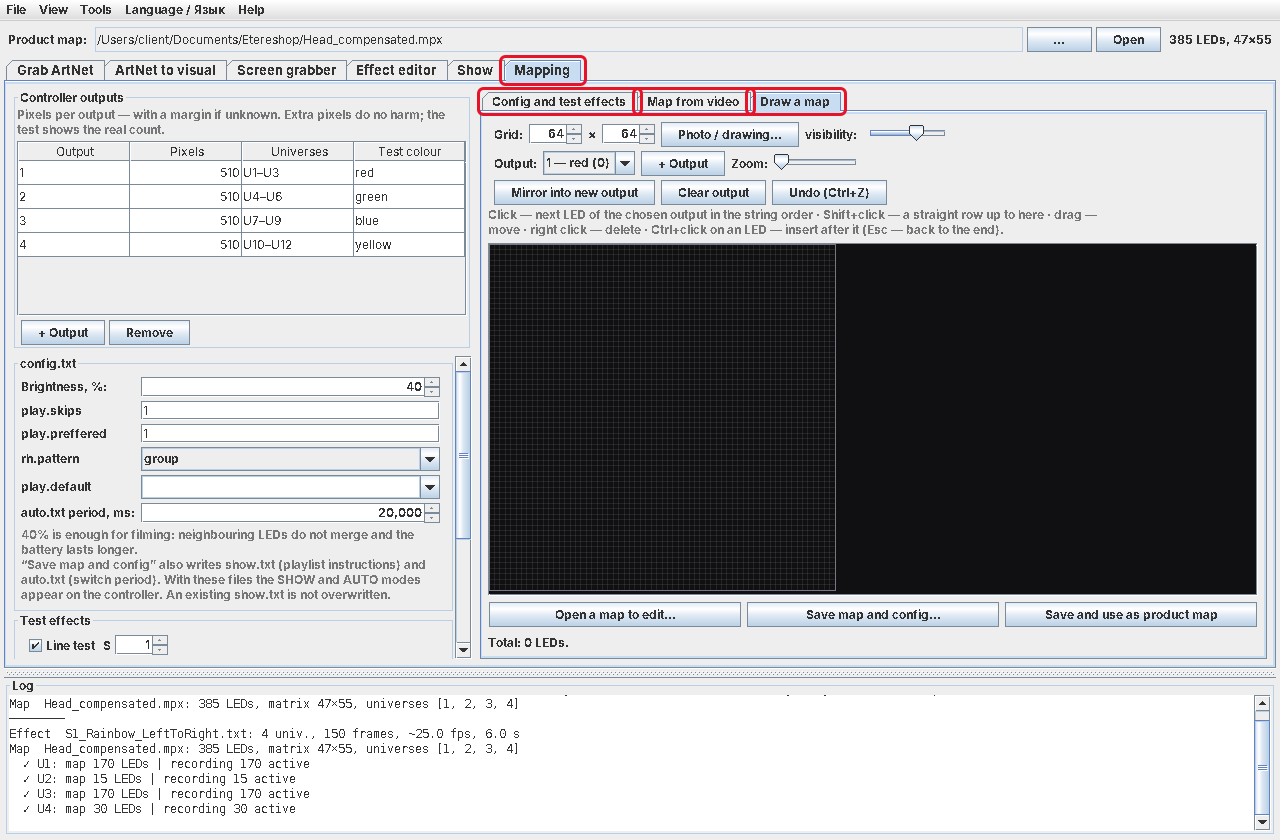 File View Tools Language / Язык Help
Product map: /Users/client/Documents/Etereshop/Head_compensated.mpx ... Open 385 LEDs, 47×55
Grab ArtNet ArtNet to visual Screen grabber Effect editor Show Mapping
Controller outputs
Pixels per output — with a margin if unknown. Extra pixels do no harm; the
test shows the real count.
Output Pixels Universes Test colour
1 510 U1–U3 red
2 510 U4–U6 green
3 510 U7–U9 blue
4 510 U10–U12 yellow
+ Output Remove
config.txt
Brightness, %: 40
play.skips 1
play.preffered 1
rn.pattern group
play.default
auto.txt period, ms: 20,000
40% is enough for filming: neighbouring LEDs do not merge and the
battery lasts longer.
“Save map and config” also writes show.txt (playlist instructions) and
auto.txt (switch period). With these files the SHOW and AUTO modes
appear on the controller. An existing show.txt is not overwritten.
Test effects
Line test S 1
Config and test effects Map from video Draw a map
Grid: 64 × 64 Photo / drawing... visibility:
Output: 1 — red (0) + Output Zoom:
Mirror into new output Clear output Undo (Ctrl+Z)
Click — next LED of the chosen output in the string order · Shift+click — a straight row up to here · drag —
move · right click — delete · Ctrl+click on an LED — insert after it (Esc — back to the end).
Open a map to edit... Save map and config... Save and use as product map
Total: 0 LEDs.
Log
Map Head_compensated.mpx: 385 LEDs, matrix 47×55, universes [1, 2, 3, 4]
————————
Effect S1_Rainbow_LeftToRight.txt: 4 univ., 150 frames, ~25.0 fps, 6.0 s
Map Head_compensated.mpx: 385 LEDs, matrix 47×55, universes [1, 2, 3, 4]
✓ U1: map 170 LEDs | recording 170 active
✓ U2: map 15 LEDs | recording 15 active
✓ U3: map 170 LEDs | recording 170 active
✓ U4: map 30 LEDs | recording 30 active